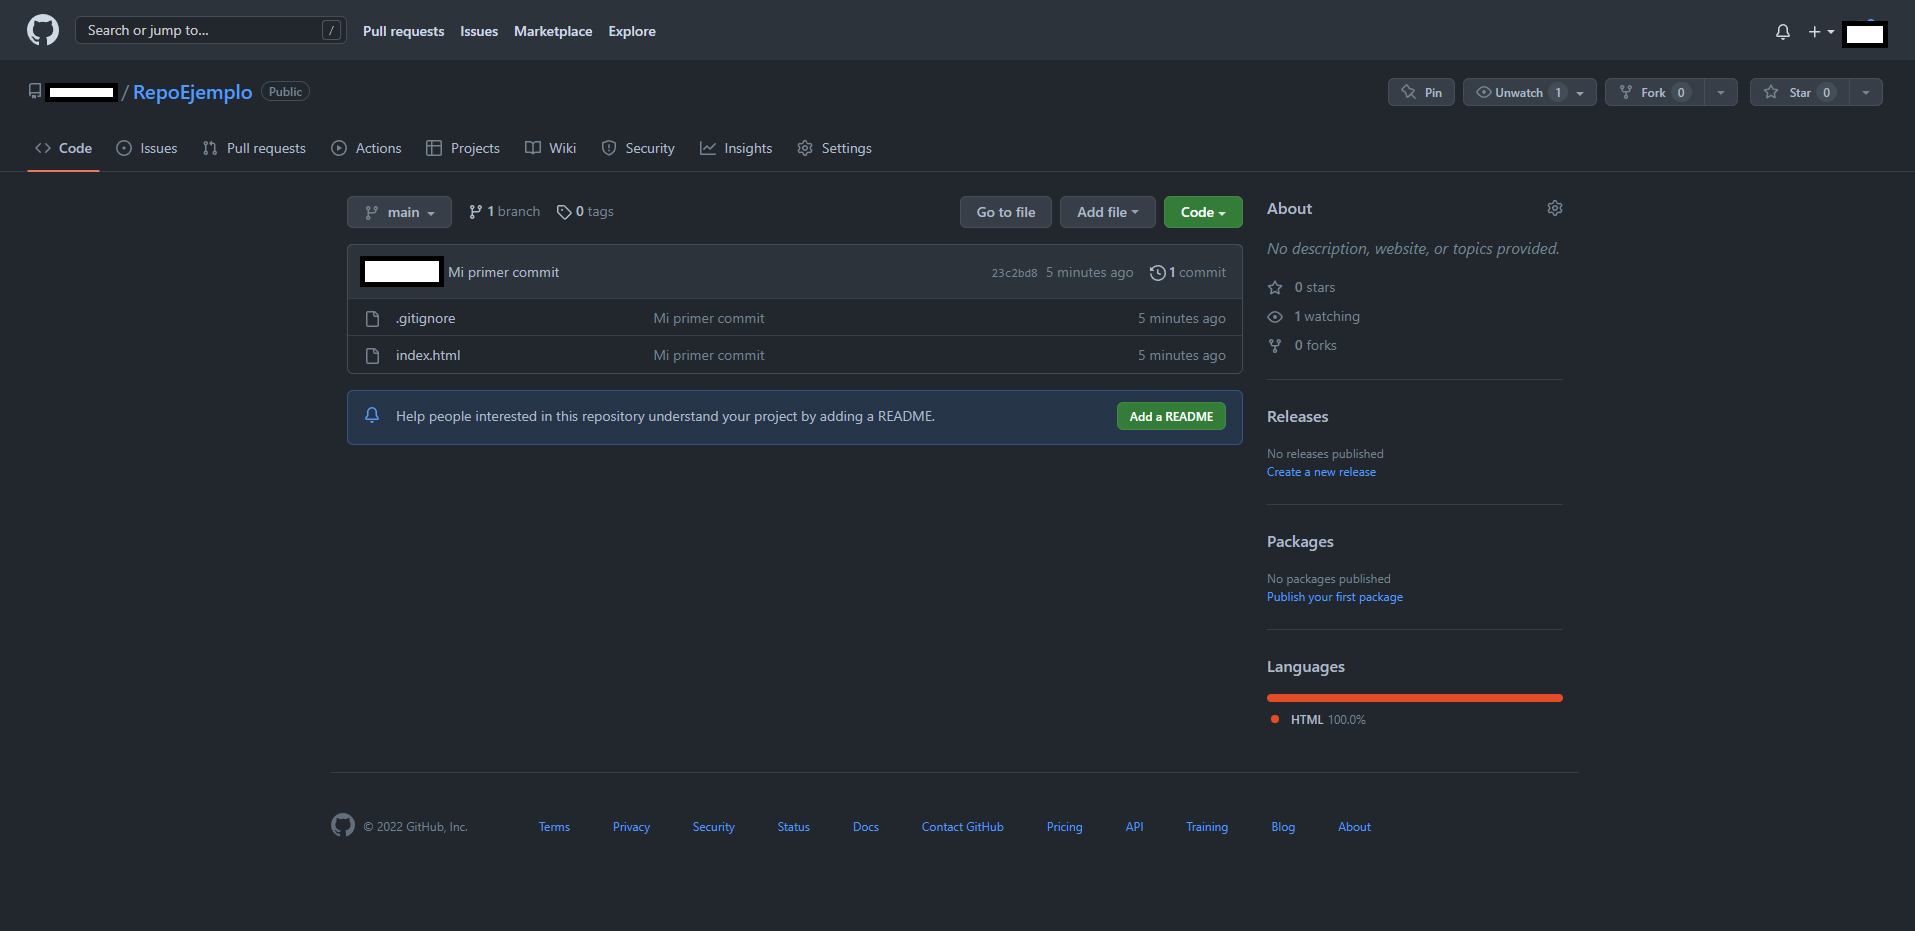 Search or jump to... / Pull requests Issues Marketplace Explore
/ RepoEjemplo Public Pin Unwatch 1 Fork 0 Star 0
Code Issues Pull requests Actions Projects Wiki Security Insights Settings
main 1 branch 0 tags Go to file Add file Code
Mi primer commit 23c2bd8 5 minutes ago 1 commit
.gitignore Mi primer commit 5 minutes ago
index.html Mi primer commit 5 minutes ago
Help people interested in this repository understand your project by adding a README. Add a README
About
No description, website, or topics provided.
0 stars
1 watching
0 forks
Releases
No releases published
Create a new release
Packages
No packages published
Publish your first package
Languages
HTML 100.0%
© 2022 GitHub, Inc. Terms Privacy Security Status Docs Contact GitHub Pricing API Training Blog About